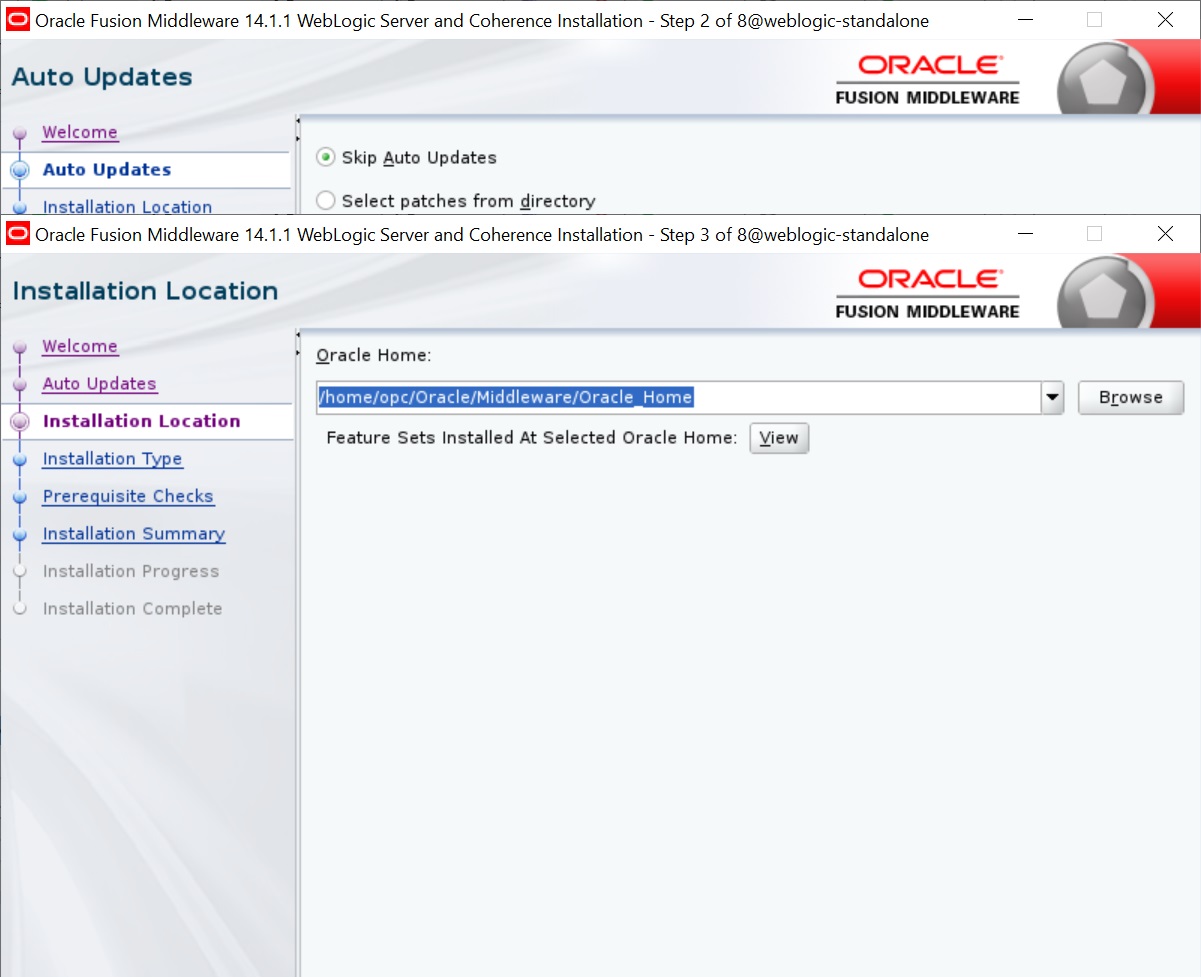 Oracle Fusion Middleware 14.1.1 WebLogic Server and Coherence Installation - Step 2 of 8@weblogic-standalone
Auto Updates
ORACLE®
FUSION MIDDLEWARE
Welcome
Auto Updates
Installation Location
Skip Auto Updates
Select patches from directory
Oracle Fusion Middleware 14.1.1 WebLogic Server and Coherence Installation - Step 3 of 8@weblogic-standalone
Installation Location
ORACLE®
FUSION MIDDLEWARE
Welcome
Auto Updates
Installation Location
Installation Type
Prerequisite Checks
Installation Summary
Installation Progress
Installation Complete
Oracle Home:
/home/opc/Oracle/Middleware/Oracle_Home
Browse
Feature Sets Installed At Selected Oracle Home: View